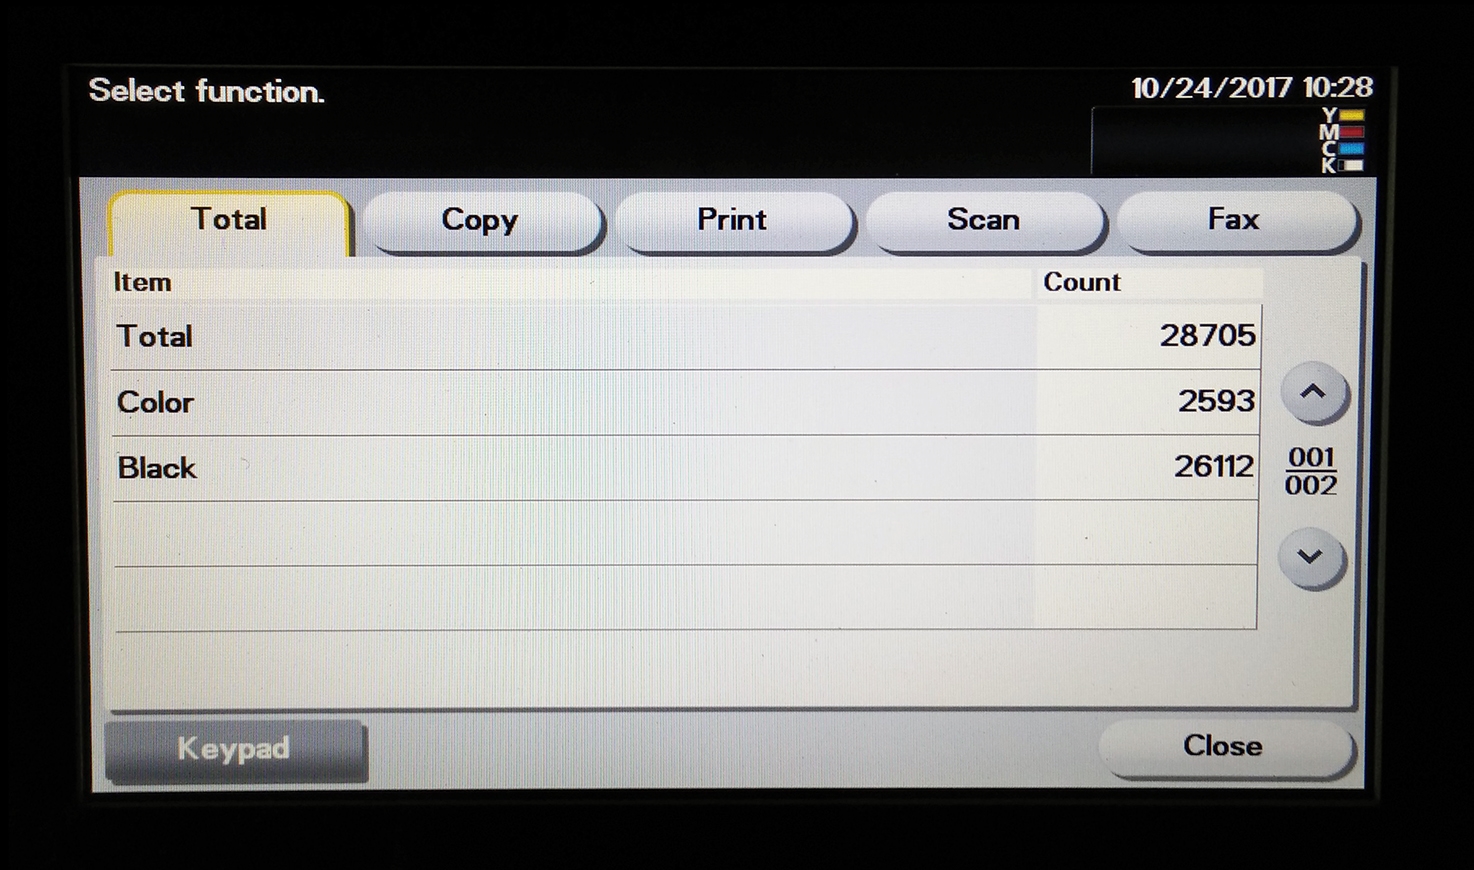 Select function.
10/24/2017 10:28
Y
M
C
K
Total Copy Print Scan Fax
Item Count
Total 28705
Color 2593
Black 26112
001
002
Keypad Close